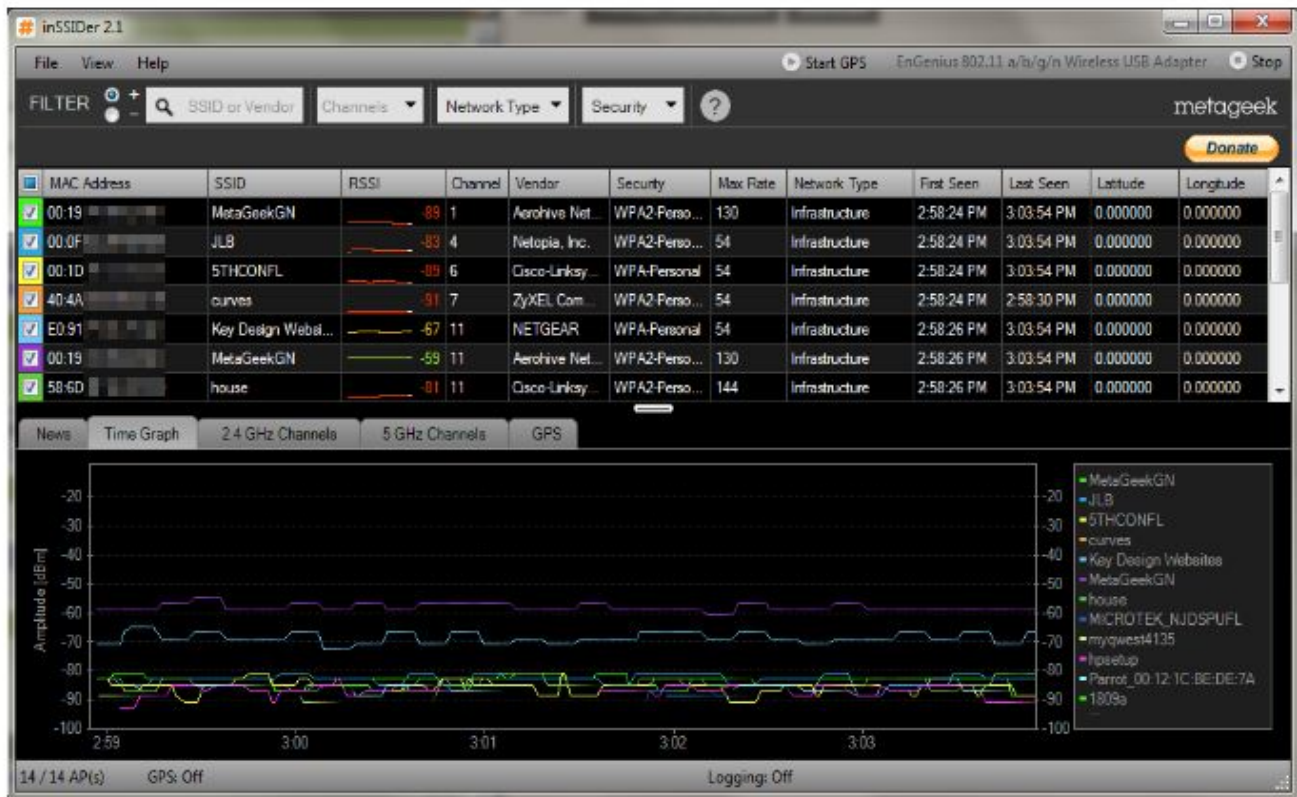 inSSIDer 2.1
File View Help Start GPS EnGenius 802.11 a/b/g/n Wireless USB Adapter Stop
FILTER + - SSID or Vendor Channels Network Type Security ? metageek
Donate
MAC Address SSID RSSI Channel Vendor Security Max Rate Network Type First Seen Last Seen Latitude Longitude
00:19 MetaGeekGN -89 1 Aerohive Net... WPA2-Perso... 130 Infrastructure 2:58:24 PM 3:03:54 PM 0.000000 0.000000
00:0F JLB -83 4 Netopia, Inc. WPA2-Perso... 54 Infrastructure 2:58:24 PM 3:03:54 PM 0.000000 0.000000
00:1D 5THCONFL -89 6 Cisco-Linksy... WPA-Personal 54 Infrastructure 2:58:24 PM 3:03:54 PM 0.000000 0.000000
40:4A curves -91 7 ZyXEL Com... WPA2-Perso... 54 Infrastructure 2:58:24 PM 2:58:30 PM 0.000000 0.000000
E0:91 Key Design Websi... -67 11 NETGEAR WPA-Personal 54 Infrastructure 2:58:26 PM 3:03:54 PM 0.000000 0.000000
00:19 MetaGeekGN -59 11 Aerohive Net... WPA2-Perso... 130 Infrastructure 2:58:26 PM 3:03:54 PM 0.000000 0.000000
58:6D house -81 11 Cisco-Linksy... WPA2-Perso... 144 Infrastructure 2:58:26 PM 3:03:54 PM 0.000000 0.000000
News Time Graph 2.4 GHz Channels 5 GHz Channels GPS
Amplitude [dBm]
-20 -20
-30 -30
-40 -40
-50 -50
-60 -60
-70 -70
-80 -80
-90 -90
-100 -100
2:59 3:00 3:01 3:02 3:03
MetaGeekGN
JLB
5THCONFL
curves
Key Design Websites
MetaGeekGN
house
MICROTEK_NJDSPUFL
myqwest4135
hpsetup
Parrot_00:12:1C:BE:DE:7A
1809a
14 / 14 AP(s) GPS: Off Logging: Off